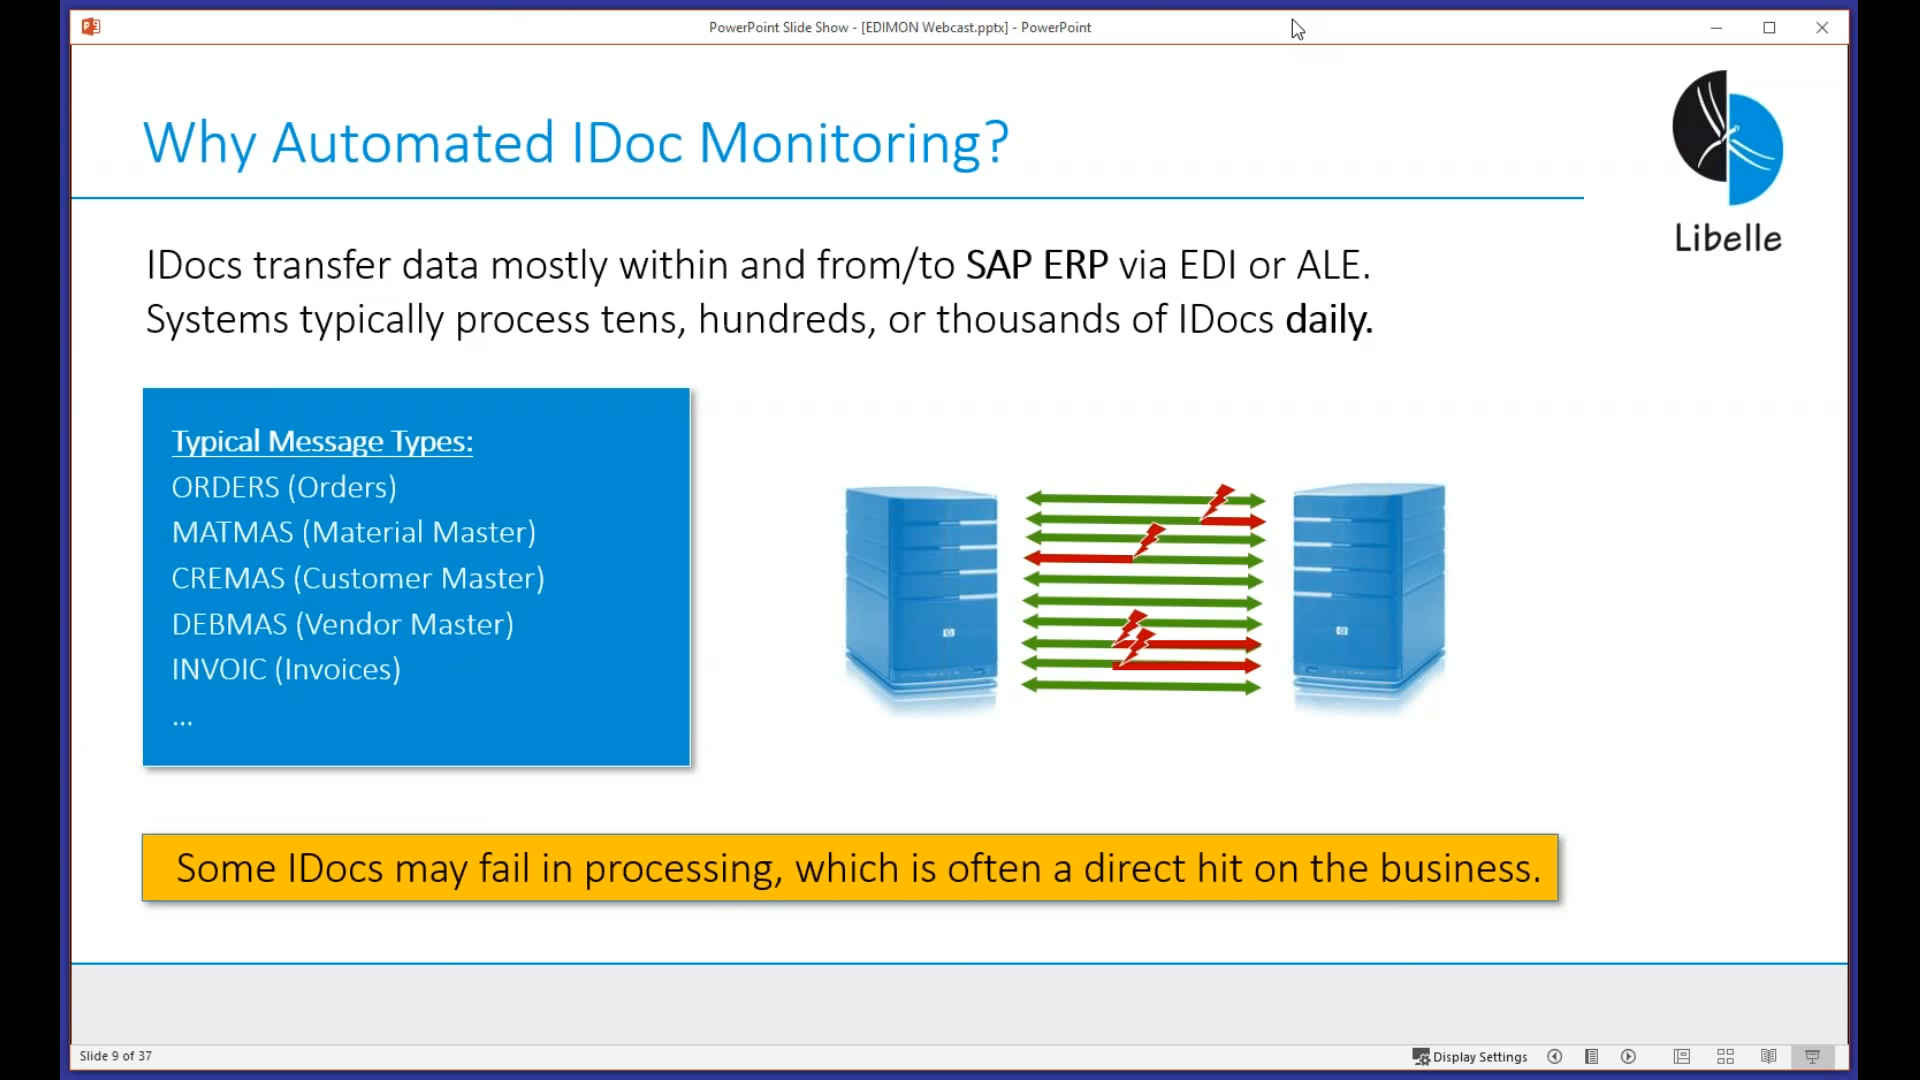 PowerPoint Slide Show - [EDIMON Webcast.pptx] - PowerPoint
Why Automated IDoc Monitoring?
Libelle
IDocs transfer data mostly within and from/to SAP ERP via EDI or ALE.
Systems typically process tens, hundreds, or thousands of IDocs daily.
Typical Message Types:
ORDERS (Orders)
MATMAS (Material Master)
CREMAS (Customer Master)
DEBMAS (Vendor Master)
INVOIC (Invoices)
...
Some IDocs may fail in processing, which is often a direct hit on the business.
Slide 9 of 37
Display Settings